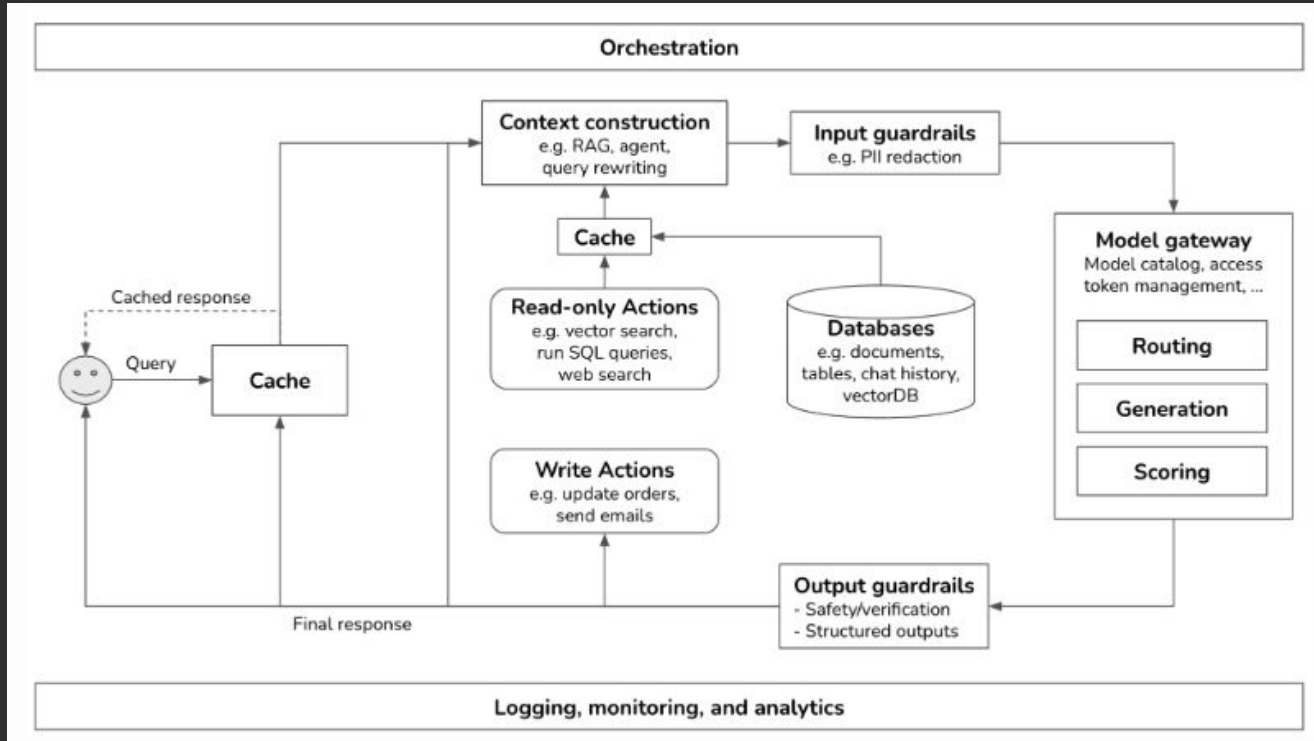 Orchestration
Context construction
e.g. RAG, agent,
query rewriting
Input guardrails
e.g. PII redaction
Cache
Model gateway
Model catalog, access
token management, ...
Routing
Generation
Scoring
Cached response
Read-only Actions
e.g. vector search,
run SQL queries,
web search
Databases
e.g. documents,
tables, chat history,
vectorDB
Query
Cache
Write Actions
e.g. update orders,
send emails
Output guardrails
- Safety/verification
- Structured outputs
Final response
Logging, monitoring, and analytics